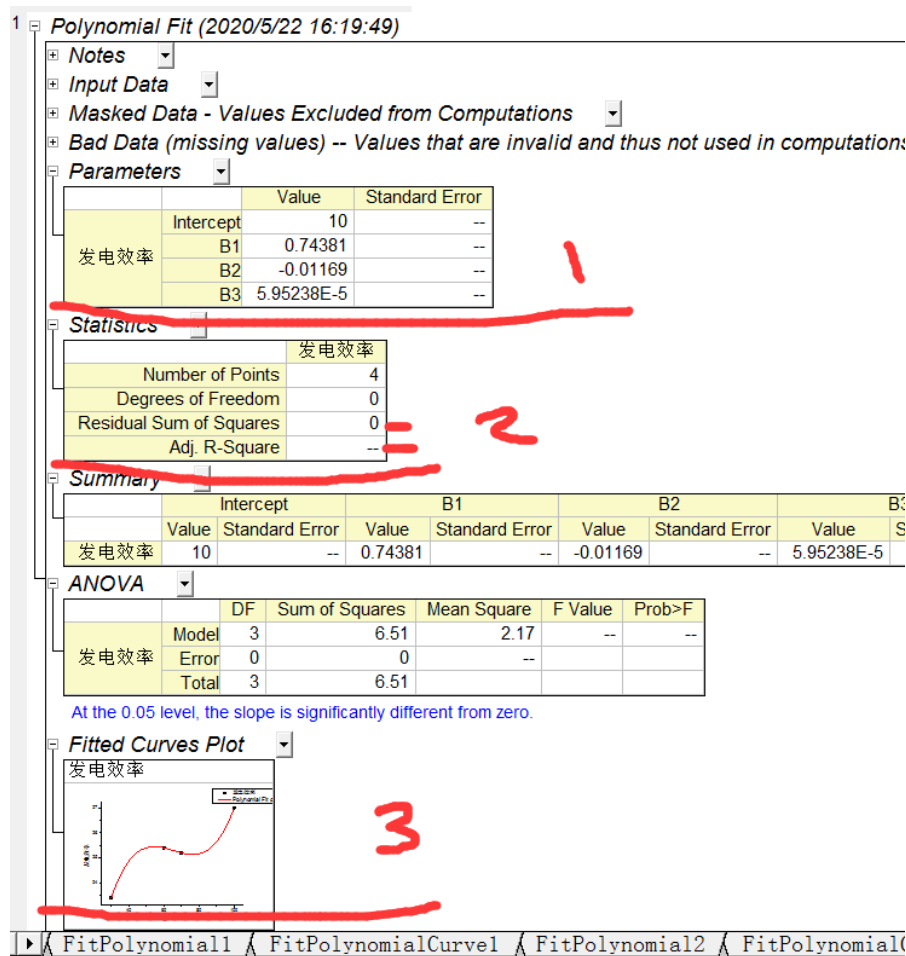 1 Polynomial Fit (2020/5/22 16:19:49)
Notes
Input Data
Masked Data - Values Excluded from Computations
Bad Data (missing values) -- Values that are invalid and thus not used in computations
Parameters
Value Standard Error
发电效率
Intercept 10 --
B1 0.74381 --
B2 -0.01169 --
B3 5.95238E-5 --
1
Statistics
发电效率
Number of Points 4
Degrees of Freedom 0
Residual Sum of Squares 0
Adj. R-Square --
2
Summary
Intercept B1 B2 B3
Value Standard Error Value Standard Error Value Standard Error Value S
发电效率 10 -- 0.74381 -- -0.01169 -- 5.95238E-5
ANOVA
DF Sum of Squares Mean Square F Value Prob>F
发电效率
Model 3 6.51 2.17 -- --
Error 0 0 --
Total 3 6.51
At the 0.05 level, the slope is significantly different from zero.
Fitted Curves Plot
发电效率
Polynomial Fit
3
FitPolynomial1 FitPolynomialCurve1 FitPolynomial2 FitPolynomial